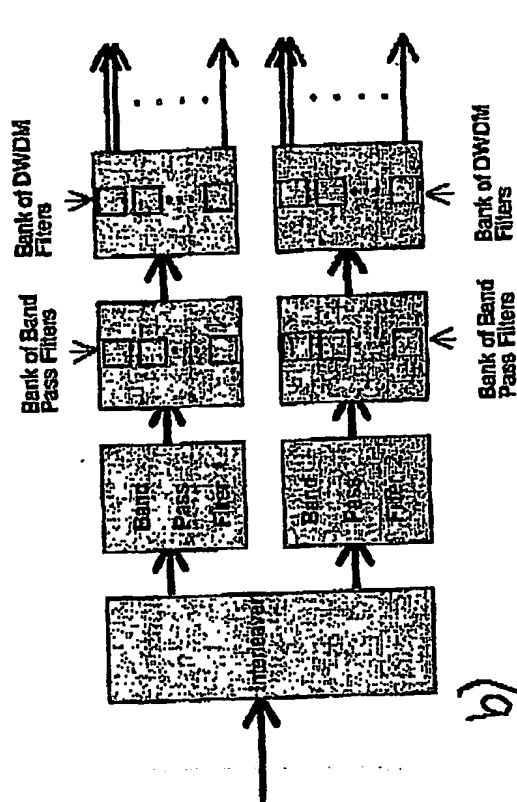 Bank of DWDM
Filters
Bank of Band
Pass Filters
Bank of DWDM
Filters
Bank of Band
Pass Filters
Band
Pass
Filter
Band
Pass
Filter
Interleaver